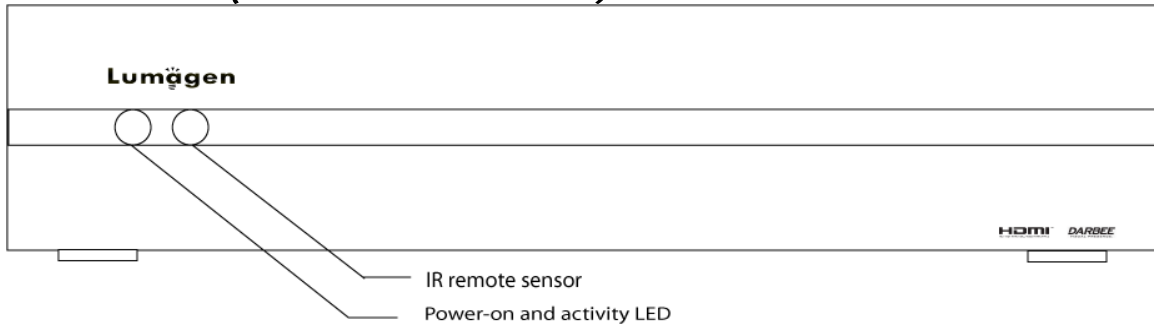 Lumagen
HDMI DARBEE
IR remote sensor
Power-on and activity LED